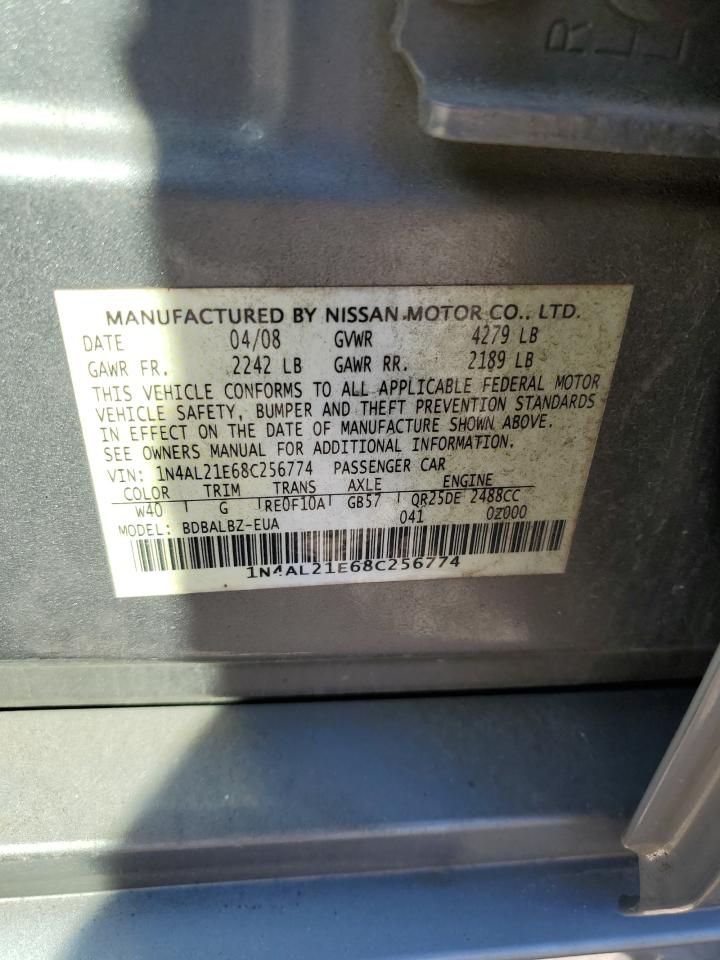 R
L L
MANUFACTURED BY NISSAN MOTOR CO., LTD.
DATE 04/08 GVWR 4279 LB
GAWR FR. 2242 LB GAWR RR. 2189 LB
THIS VEHICLE CONFORMS TO ALL APPLICABLE FEDERAL MOTOR
VEHICLE SAFETY, BUMPER AND THEFT PREVENTION STANDARDS
IN EFFECT ON THE DATE OF MANUFACTURE SHOWN ABOVE.
SEE OWNERS MANUAL FOR ADDITIONAL INFORMATION.
VIN: 1N4AL21E68C256774 PASSENGER CAR
COLOR TRIM TRANS AXLE ENGINE
W40 G RE0F10A GB57 QR25DE 2488CC
MODEL: BDBALBZ-EUA 041 0Z000
1N4AL21E68C256774